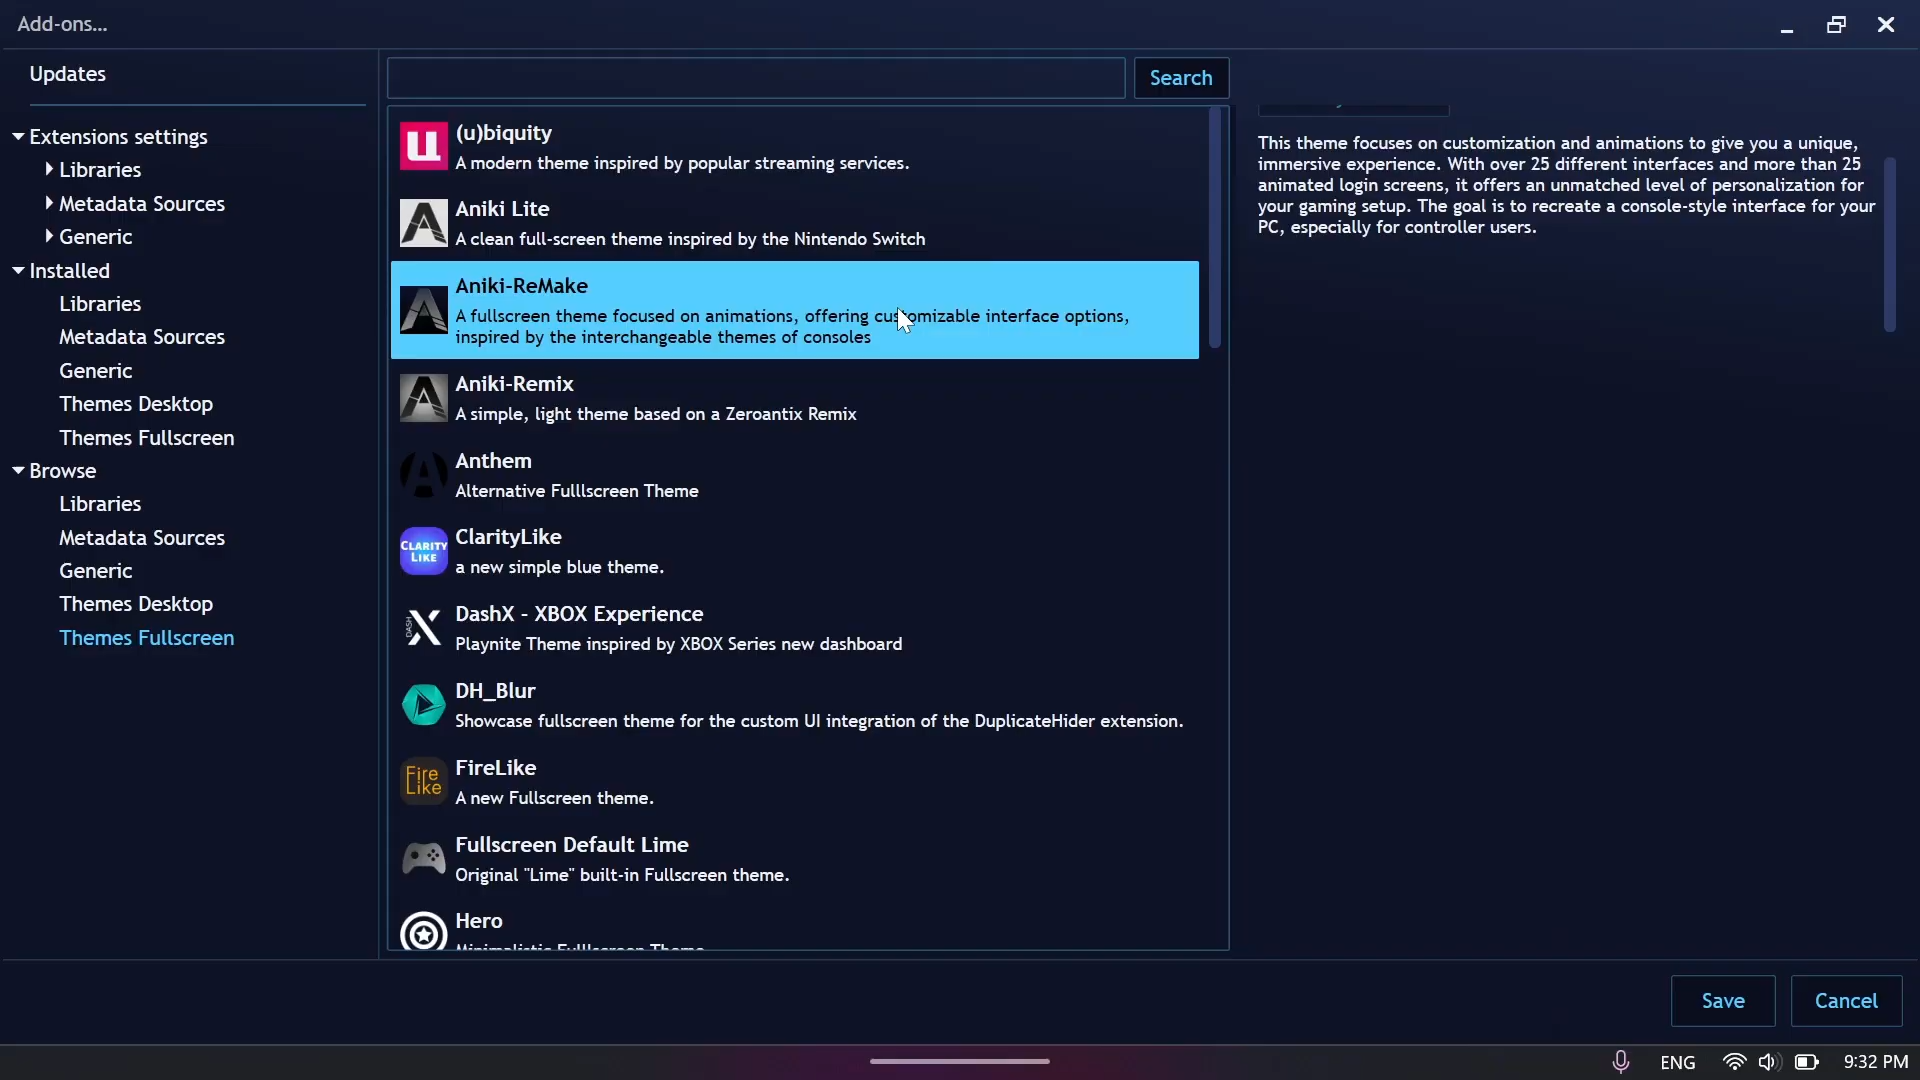 Add-ons...
Updates
Extensions settings
Libraries
Metadata Sources
Generic
Installed
Libraries
Metadata Sources
Generic
Themes Desktop
Themes Fullscreen
Browse
Libraries
Metadata Sources
Generic
Themes Desktop
Themes Fullscreen
Search
u
(u)biquity
A modern theme inspired by popular streaming services.
Aniki Lite
A clean full-screen theme inspired by the Nintendo Switch
Aniki-ReMake
A fullscreen theme focused on animations, offering customizable interface options,
inspired by the interchangeable themes of consoles
Aniki-Remix
A simple, light theme based on a Zeroantix Remix
Anthem
Alternative Fulllscreen Theme
CLARITY
LIKE
ClarityLike
a new simple blue theme.
DASH
X
DashX - XBOX Experience
Playnite Theme inspired by XBOX Series new dashboard
DH_Blur
Showcase fullscreen theme for the custom UI integration of the DuplicateHider extension.
Fire
Like
FireLike
A new Fullscreen theme.
Fullscreen Default Lime
Original "Lime" built-in Fullscreen theme.
Hero
Minimalistic Fulllscreen Theme
This theme focuses on customization and animations to give you a unique,
immersive experience. With over 25 different interfaces and more than 25
animated login screens, it offers an unmatched level of personalization for
your gaming setup. The goal is to recreate a console-style interface for your
PC, especially for controller users.
Save
Cancel
ENG
9:32 PM